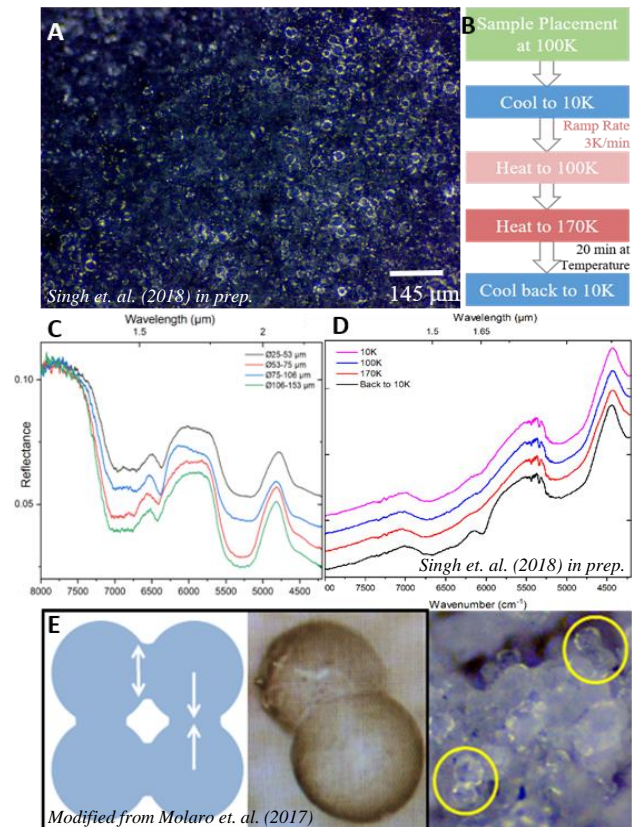 A
Singh et. al. (2018) in prep.
145 μm
B
Sample Placement
at 100K
Cool to 10K
Ramp Rate
3K/min
Heat to 100K
Heat to 170K
20 min at
Temperature
Cool back to 10K
C
Wavelength (μm)
1.5
2
Ø25-53 μm
Ø53-75 μm
Ø75-106 μm
Ø106-153 μm
Reflectance
0.10
0.05
8000
7500
7000
6500
6000
5500
5000
4500
D
Wavelength (μm)
1.5
1.65
10K
100K
170K
Back to 10K
Singh et. al. (2018) in prep.
7500
7000
6500
6000
5500
5000
4500
Wavenumber (cm⁻¹)
E
Modified from Molaro et. al. (2017)